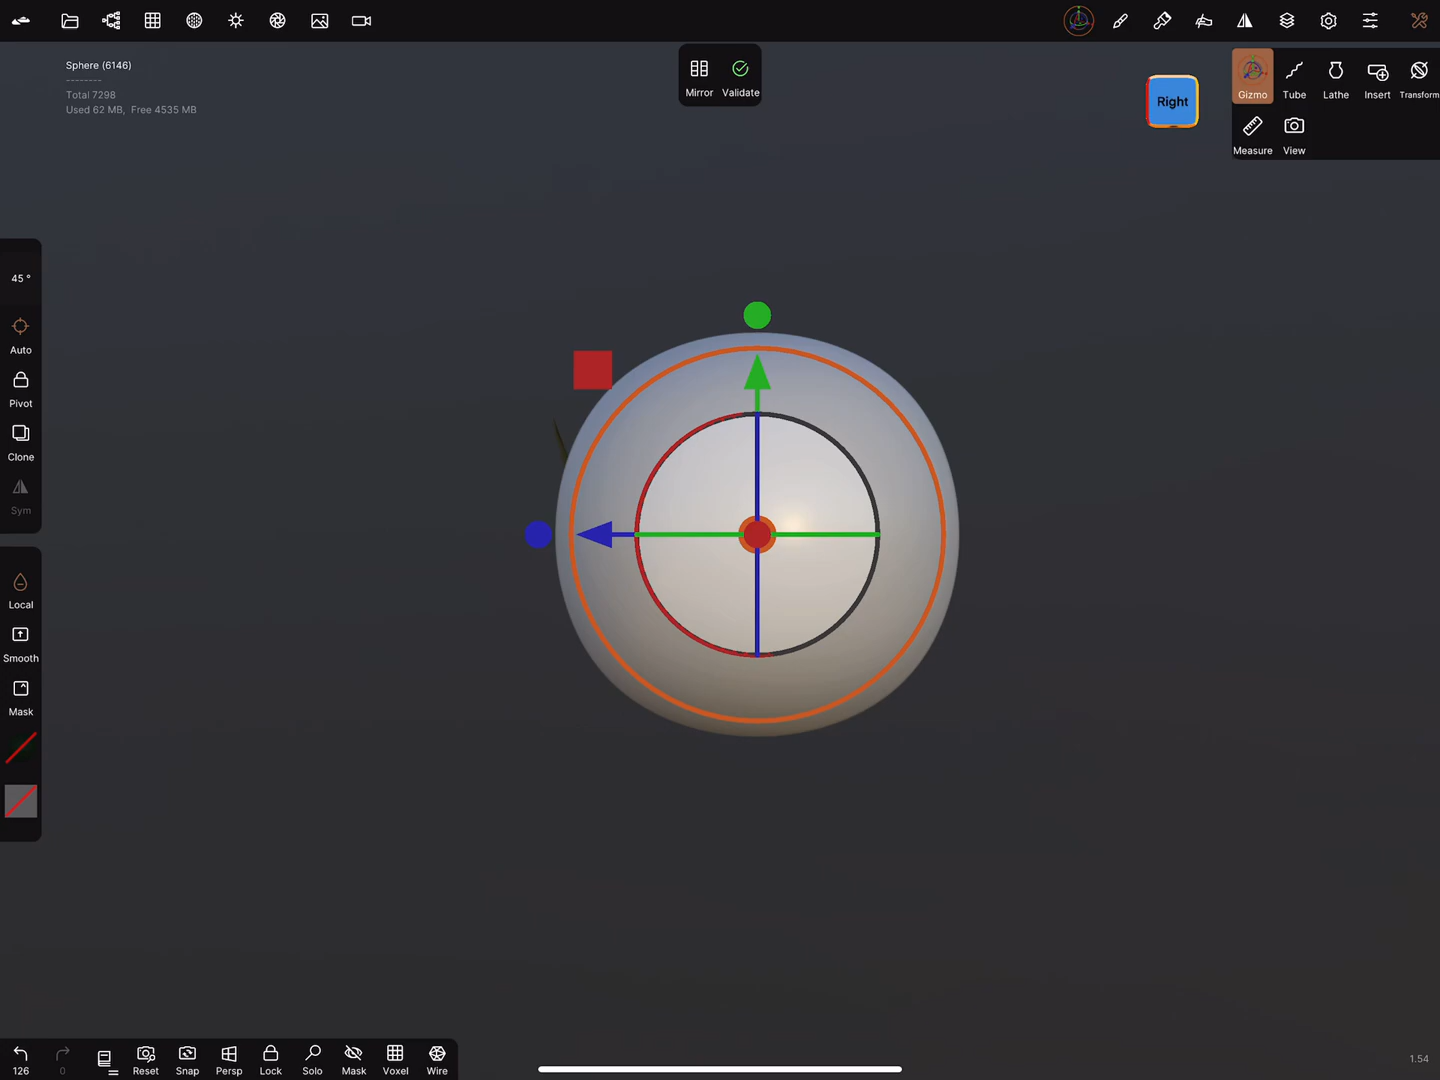 Sphere (6146)
--------
Total 7298
Used 62 MB, Free 4535 MB
Mirror
Validate
Right
Gizmo
Tube
Lathe
Insert
Transform
Measure
View
45 °
Auto
Pivot
Clone
Sym
Local
Smooth
Mask
126
0
Reset
Snap
Persp
Lock
Solo
Mask
Voxel
Wire
1.54